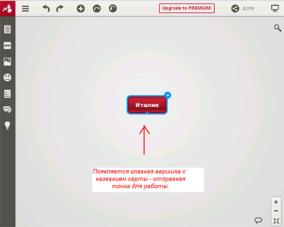 Upgrade to PREMIUM!
Италия
Появляется главная вершина с
названием карты - отправная
точка для работы